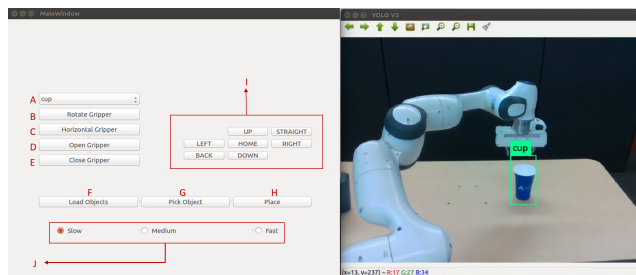 MainWindow
YOLO V3
I
A cup
B Rotate Gripper
C Horizontal Gripper
D Open Gripper
E Close Gripper
UP STRAIGHT
LEFT HOME RIGHT
BACK DOWN
cup
F G H
Load Objects Pick Object Place
Slow Medium Fast
J
(x=13, y=237) ~ R:17 G:27 B:34